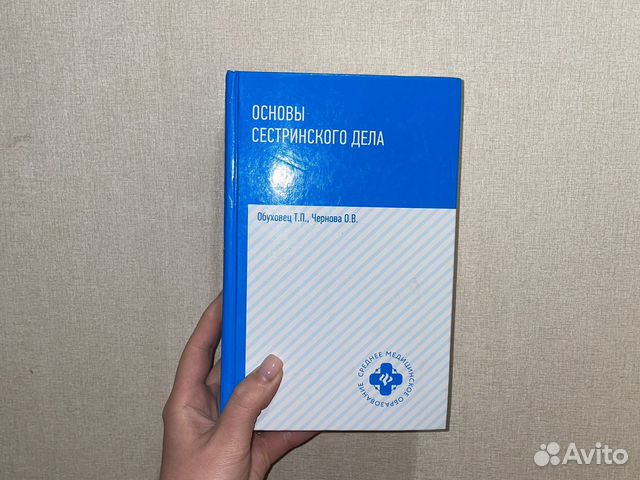 ОСНОВЫ
СЕСТРИНСКОГО ДЕЛА
Обуховец Т.П., Чернова О.В.
СРЕДНЕЕ МЕДИЦИНСКОЕ ОБРАЗОВАНИЕ
Avito